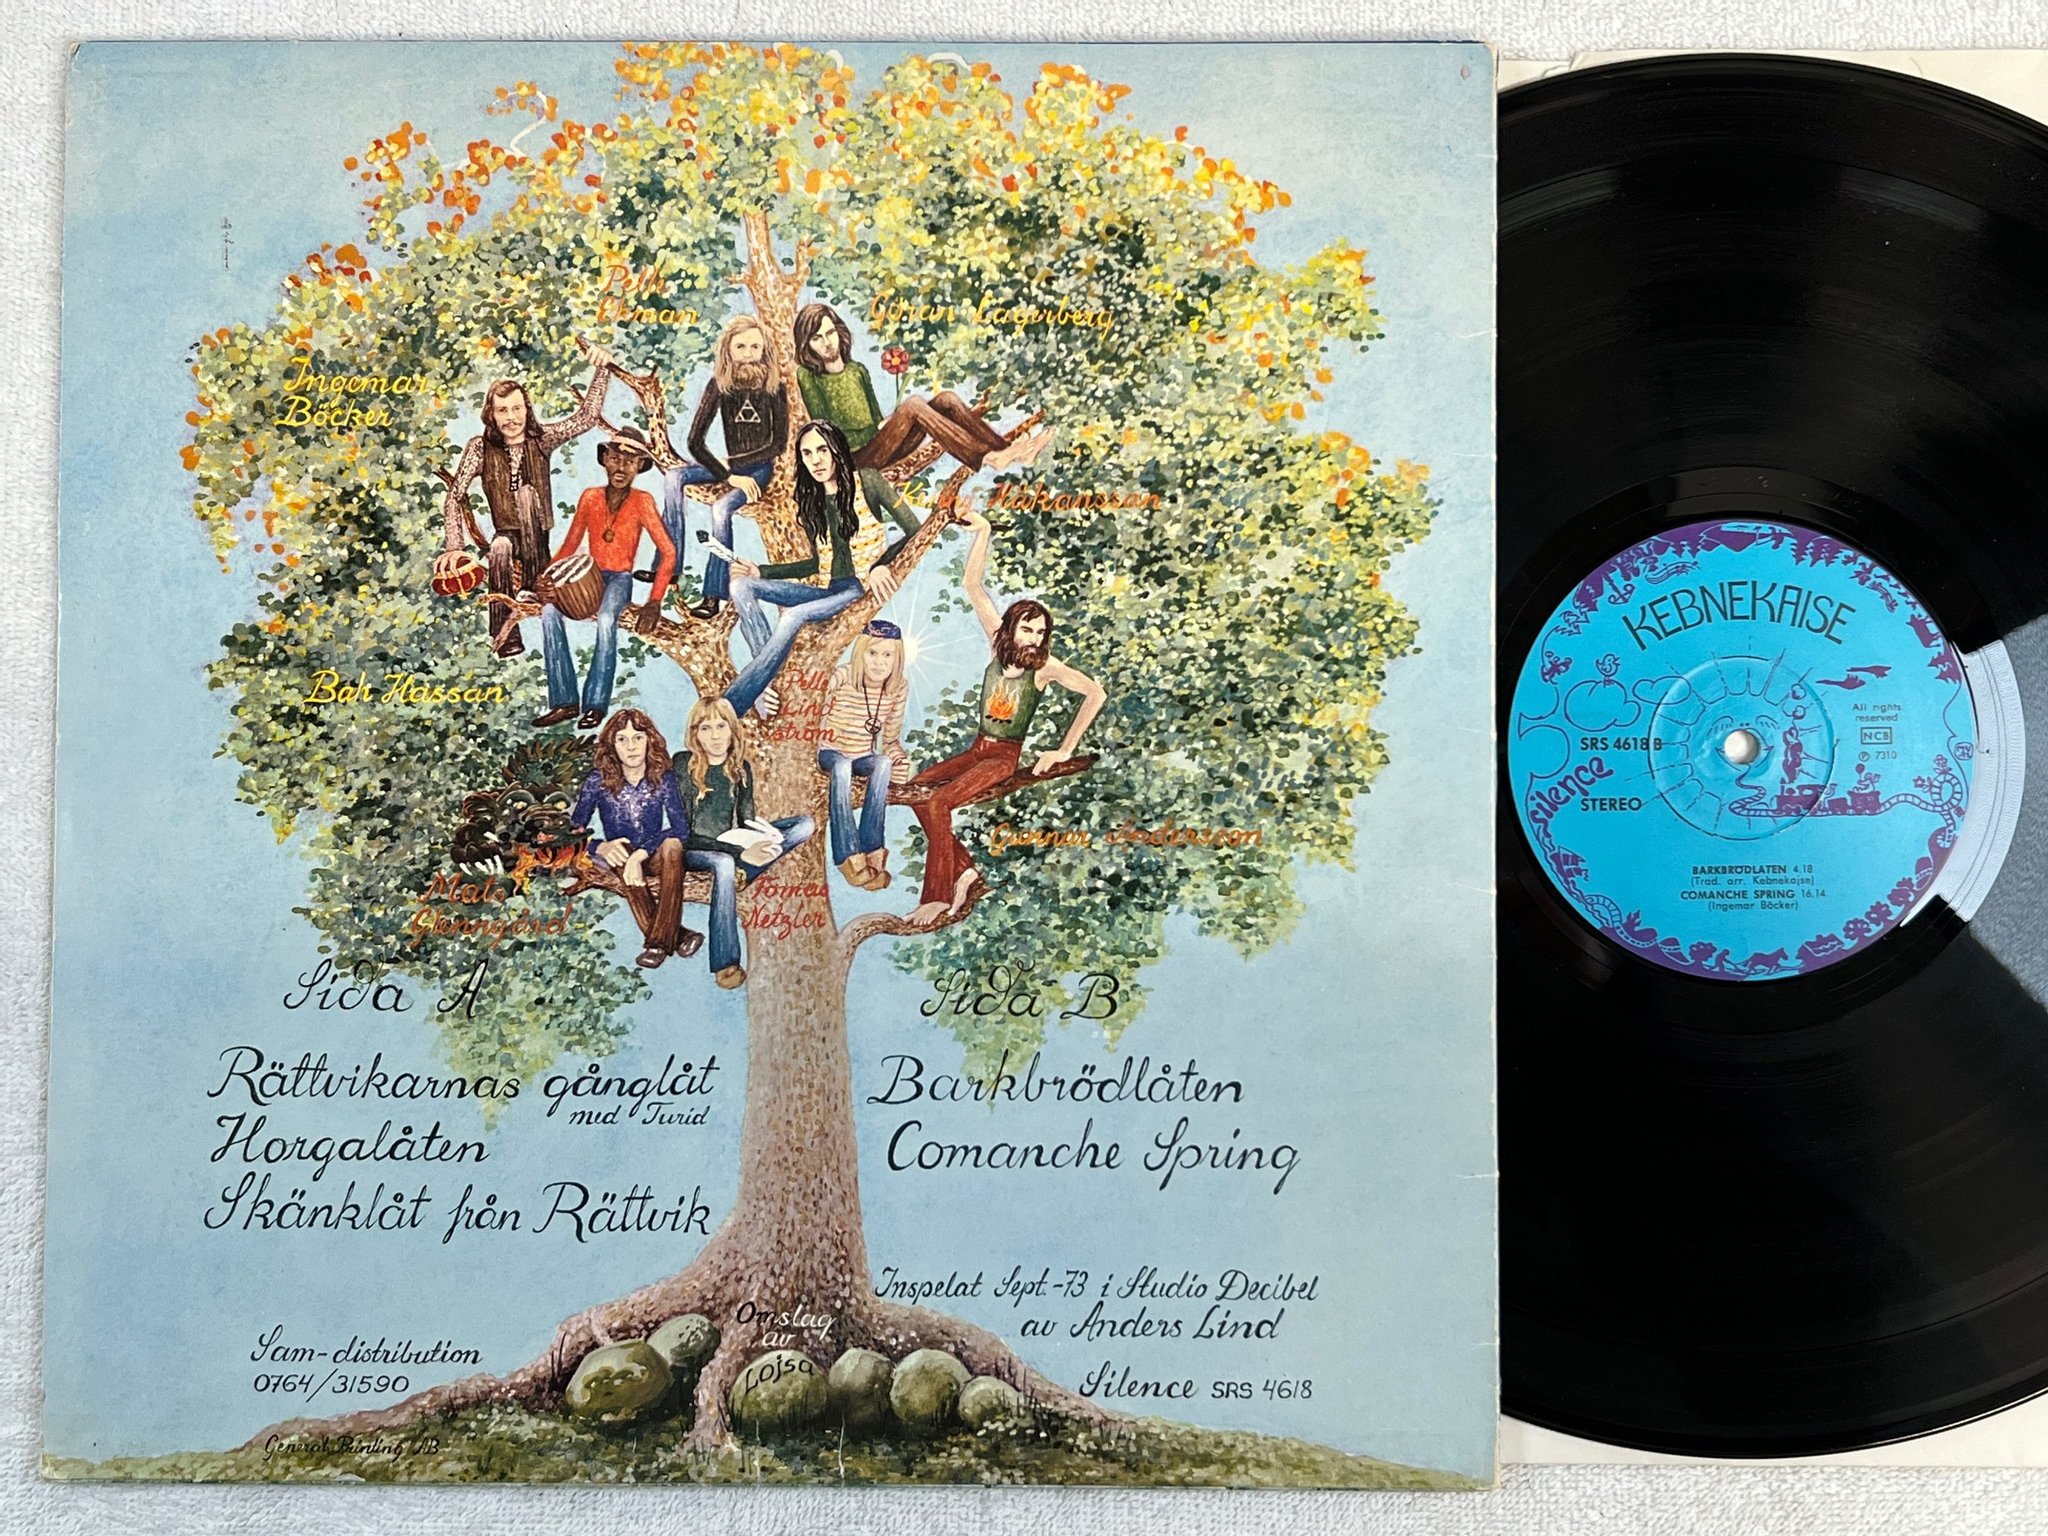 Pelle
Ekman
Göran Lagerberg
Ingemar
Böcker
Kenny Håkansson
Bah Hassan
Pelle
Lind
ström
Gunnar Andersson
Mats
Glenngård
Tomas
Netzler
Sida A
Rättvikarnas gånglåt
med Turid
Horgalåten
Skänklåt från Rättvik
Sida B
Barkbrödlåten
Comanche Spring
Inspelat Sept.-73 i Studio Decibel
av Anders Lind
Silence SRS 4618
Omslag
av
Lojsa
Sam-distribution
0764/31590
General Printing AB
KEBNEKAISE
All rights
reserved
NCB
℗ 7310
SRS 4618 B
silence
STEREO
BARKBRÖDLÅTEN 4.18
(Trad. arr. Kebnekajse)
COMANCHE SPRING 16.14
(Ingemar Böcker)